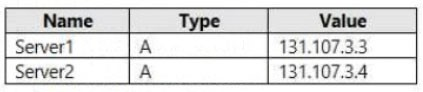 Name Type Value
Server1 A 131.107.3.3
Server2 A 131.107.3.4